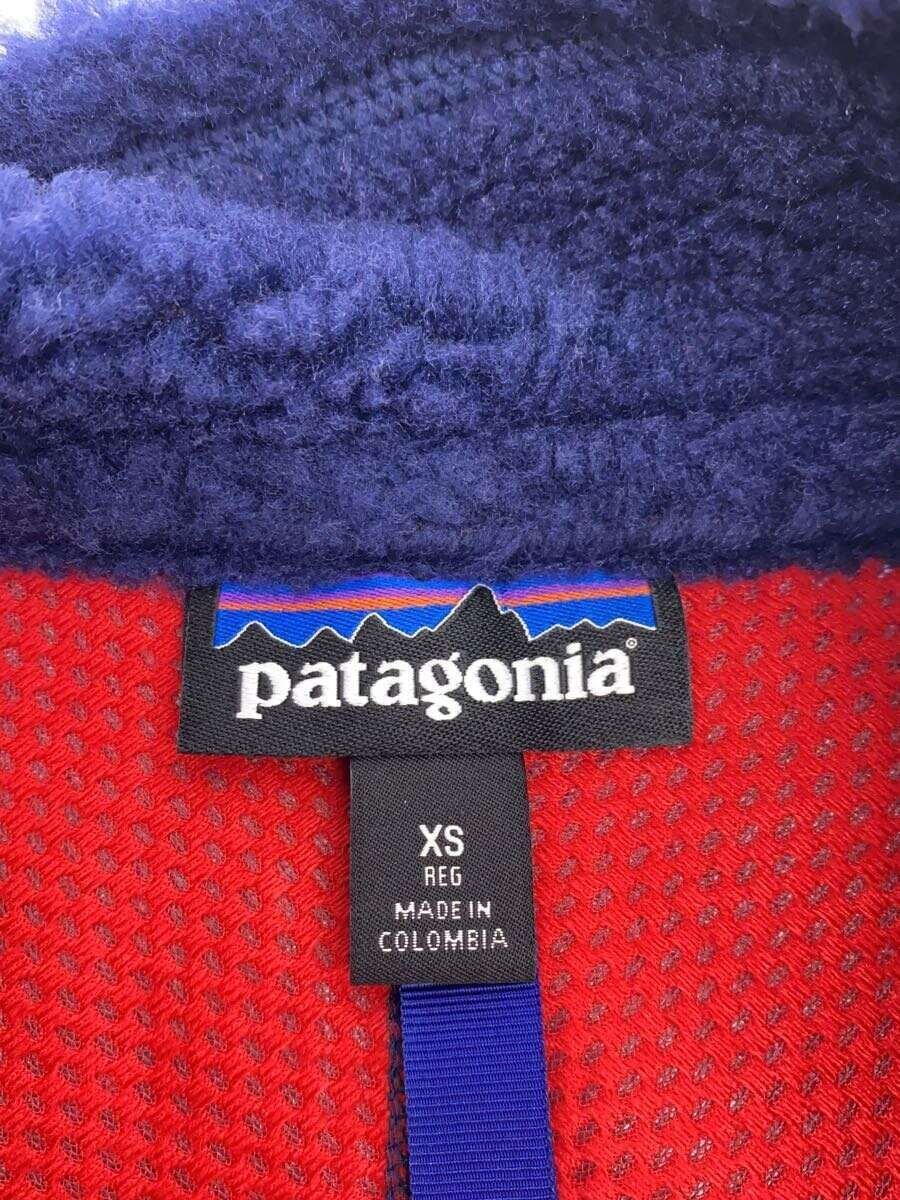 patagonia®
XS
REG
MADE IN
COLOMBIA